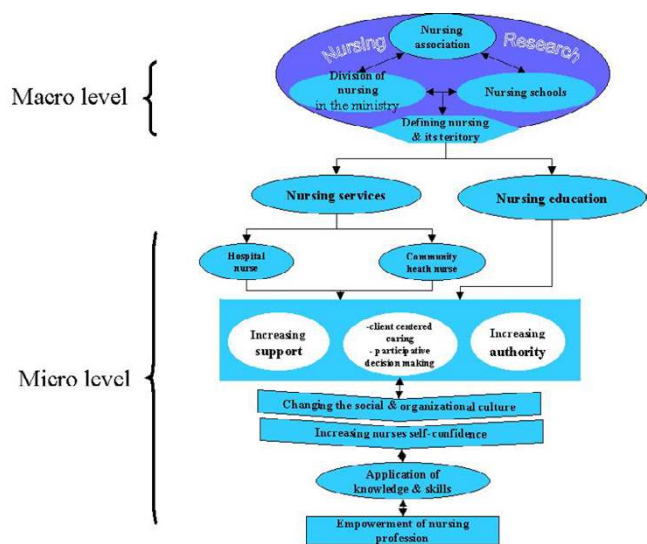 Nursing
Research
Nursing
association
Division of
nursing
in the ministry
Nursing schools
Defining nursing
& its teritory
Macro level
Nursing services
Nursing education
Hospital
nurse
Community
heath nurse
Increasing
support
-client centered
caring
- participative
decision making
Increasing
authority
Micro level
Changing the social & organizational culture
Increasing nurses self-confidence
Application of
knowledge & skills
Empowerment of nursing
profession